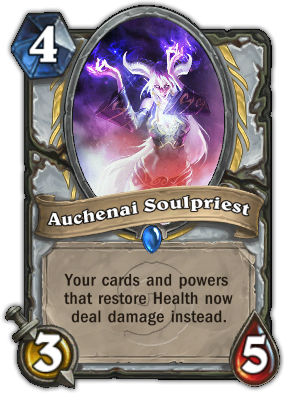 4
Auchenai Soulpriest
Your cards and powers
that restore Health now
deal damage instead.
3
5